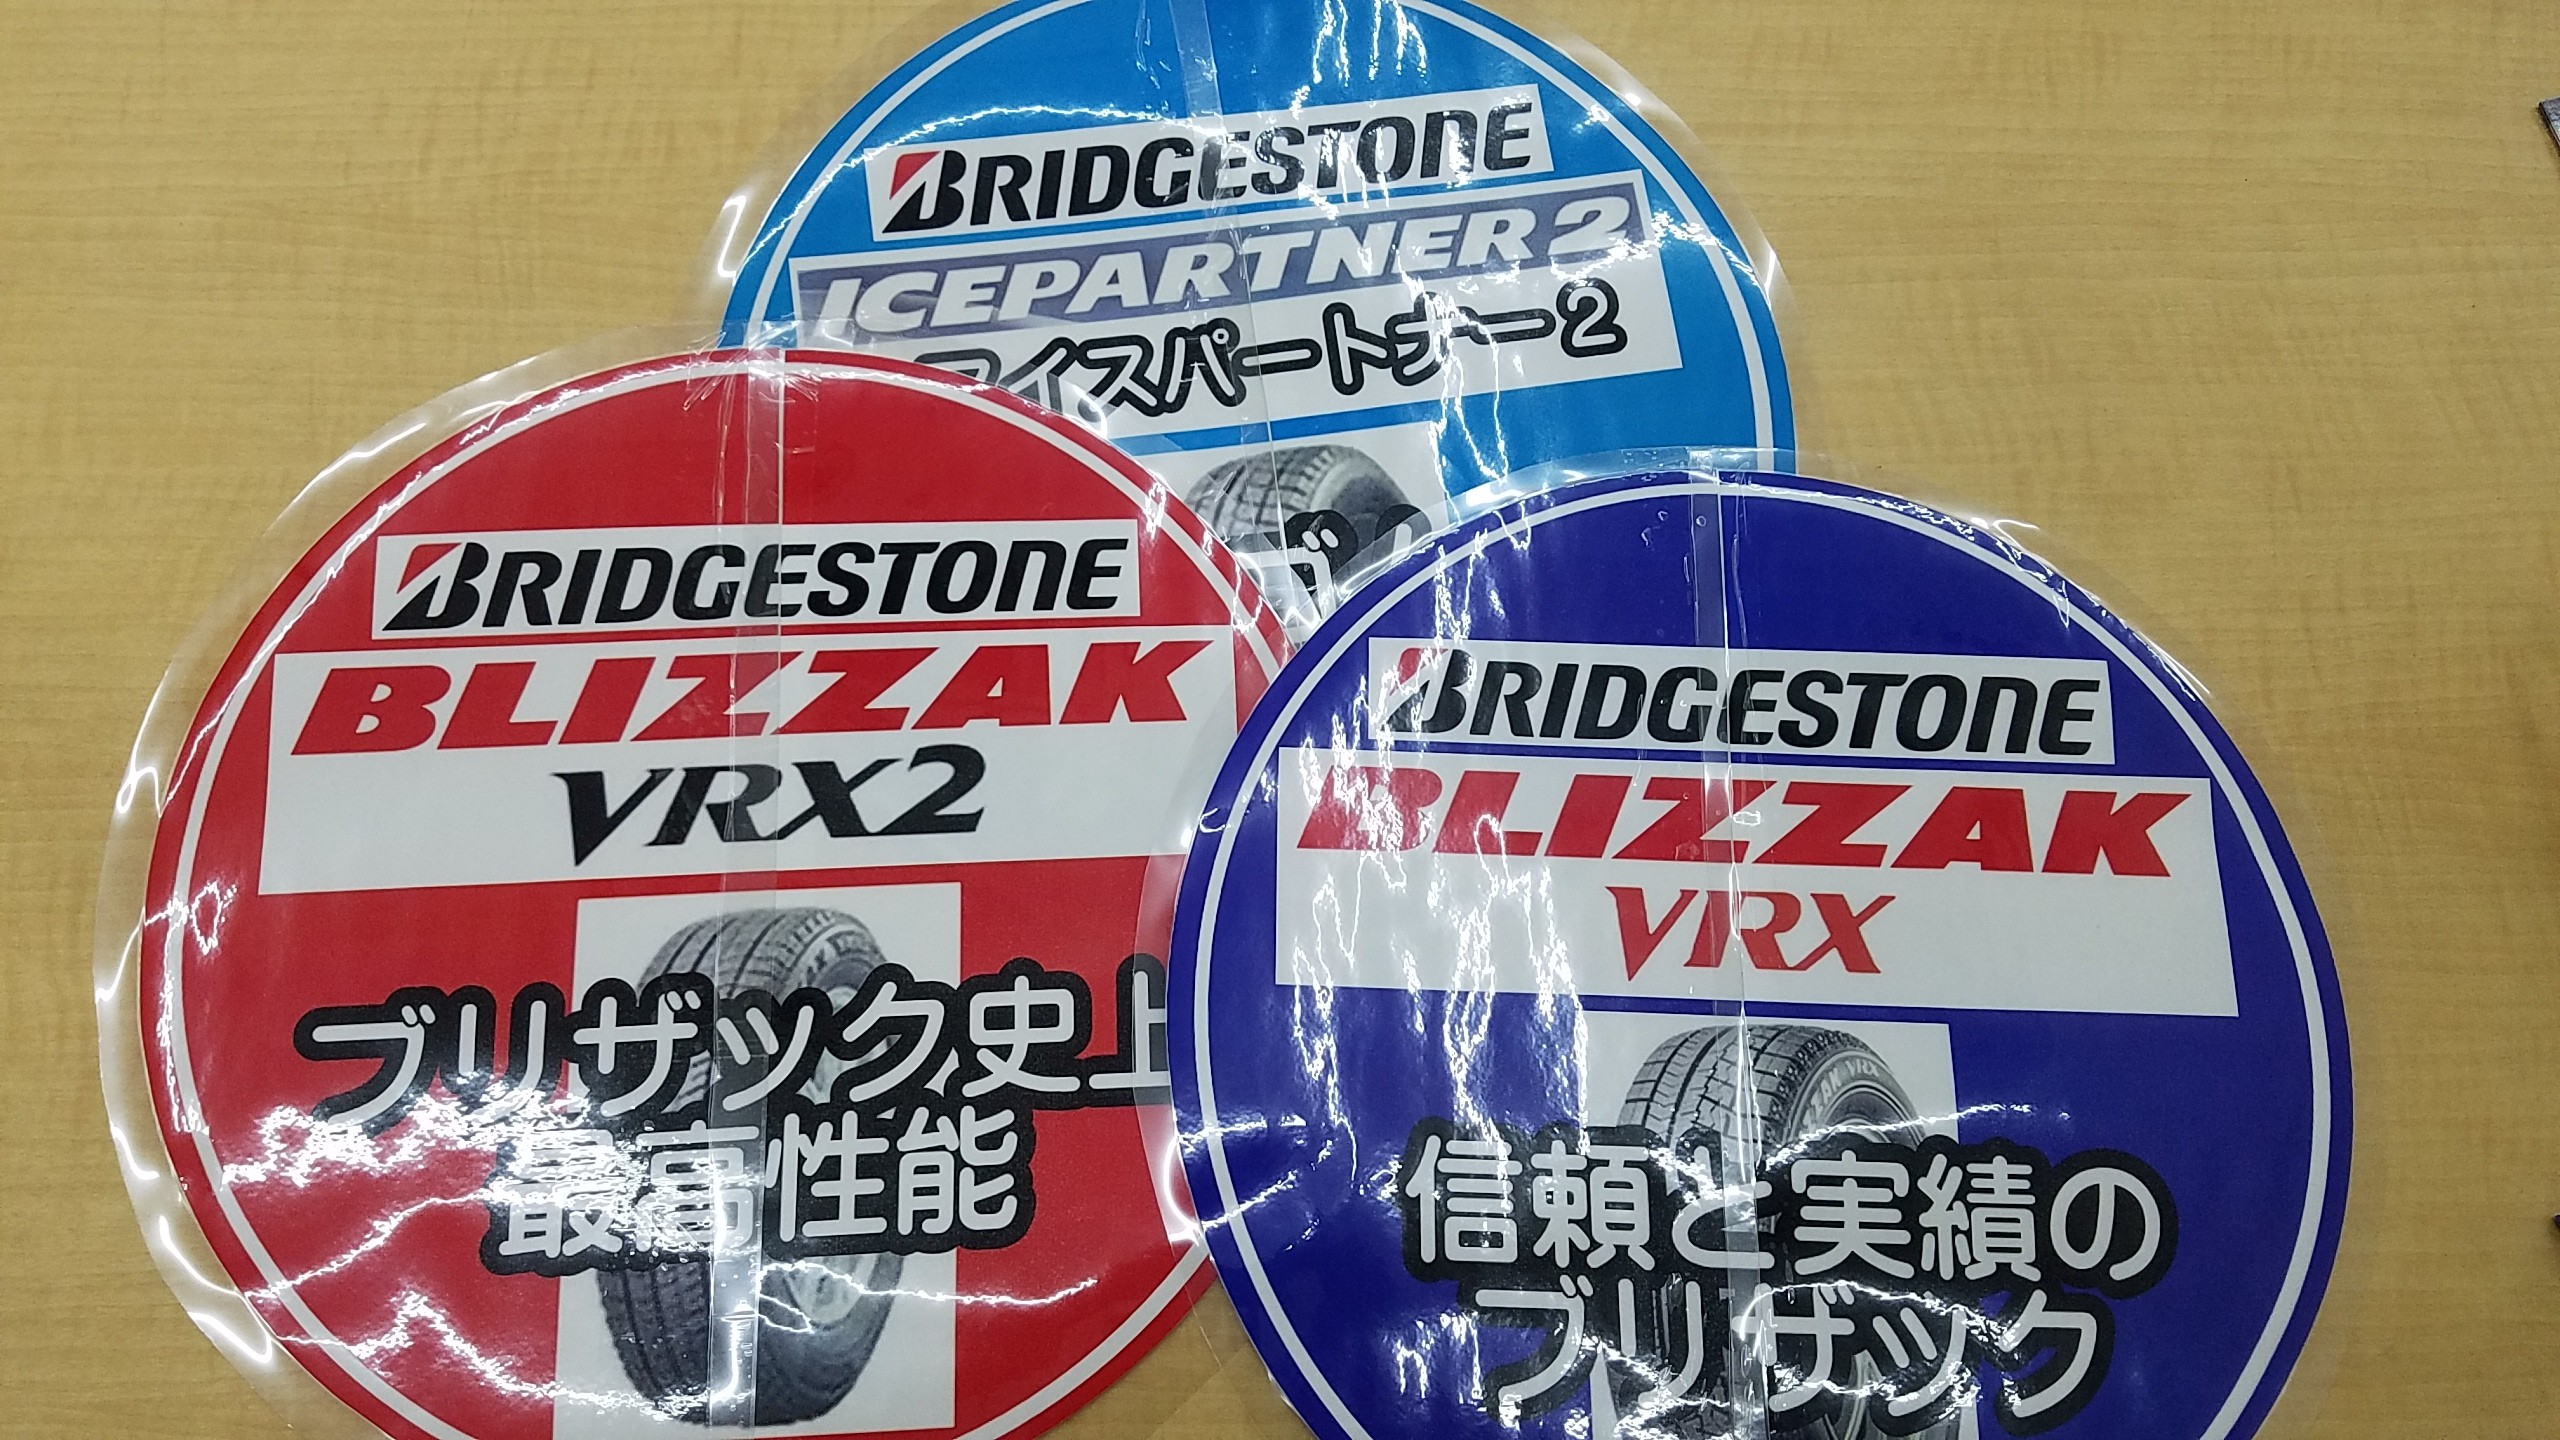 BRIDGESTONE
ICEPARTNER 2
アイスパートナー2
BRIDGESTONE
BLIZZAK
VRX2
ブリザック史上
最高性能
BRIDGESTONE
BLIZZAK
VRX
信頼と実績の
ブリザック